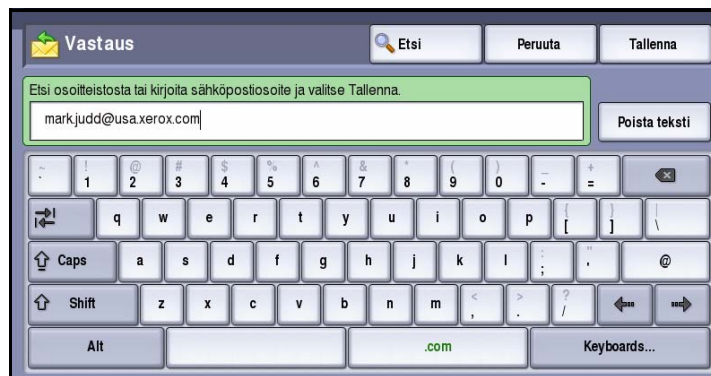 Vastaus Etsi Peruuta Tallenna
Etsi osoitteistosta tai kirjoita sähköpostiosoite ja valitse Tallenna.
mark.judd@usa.xerox.com Poista teksti
~ ! @ # $ % ^ & * ( ) _ +
` 1 2 3 4 5 6 7 8 9 0 - =
q w e r t y u i o p { [ } ] | \
Caps a s d f g h j k l : ; " ' @
Shift z x c v b n m < , > . ? /
Alt .com Keyboards...